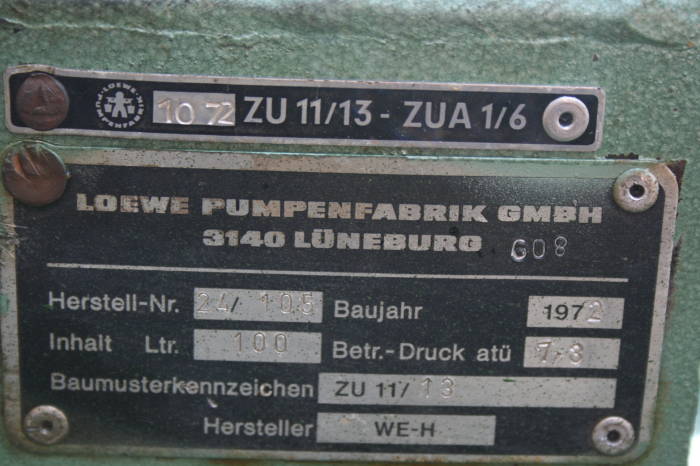 10 72 ZU 11/13 - ZUA 1/6
LOEWE PUMPENFABRIK GMBH
3140 LÜNEBURG G08
Herstell-Nr. 24/ 105 Baujahr 1972
Inhalt Ltr. 100 Betr.-Druck atü 7-3
Baumusterkennzeichen ZU 11/ 13
Hersteller WE-H